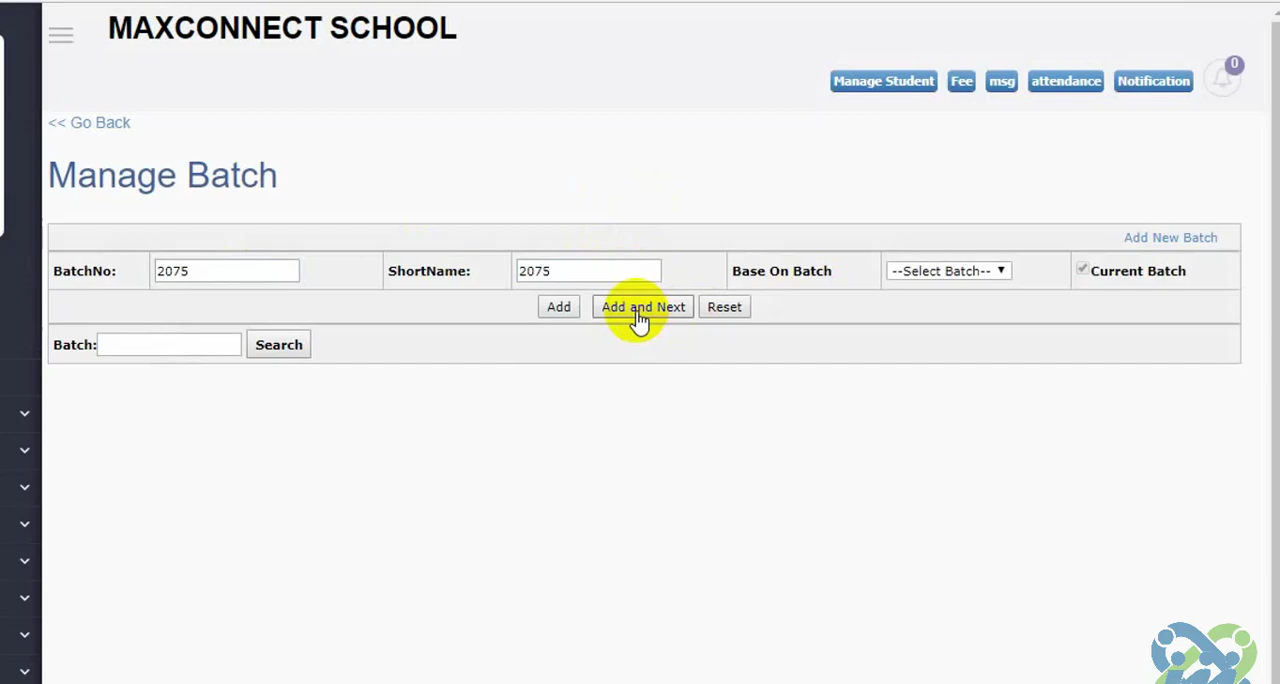 MAXCONNECT SCHOOL
Manage Student Fee msg attendance Notification 0
<< Go Back
Manage Batch
Add New Batch
BatchNo: 2075 ShortName: 2075 Base On Batch --Select Batch-- Current Batch
Add Add and Next Reset
Batch: Search